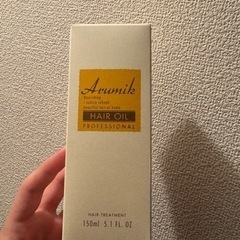 Arumik
HAIR OIL
PROFESSIONAL
HAIR TREATMENT
150ml 5.1 FL. OZ